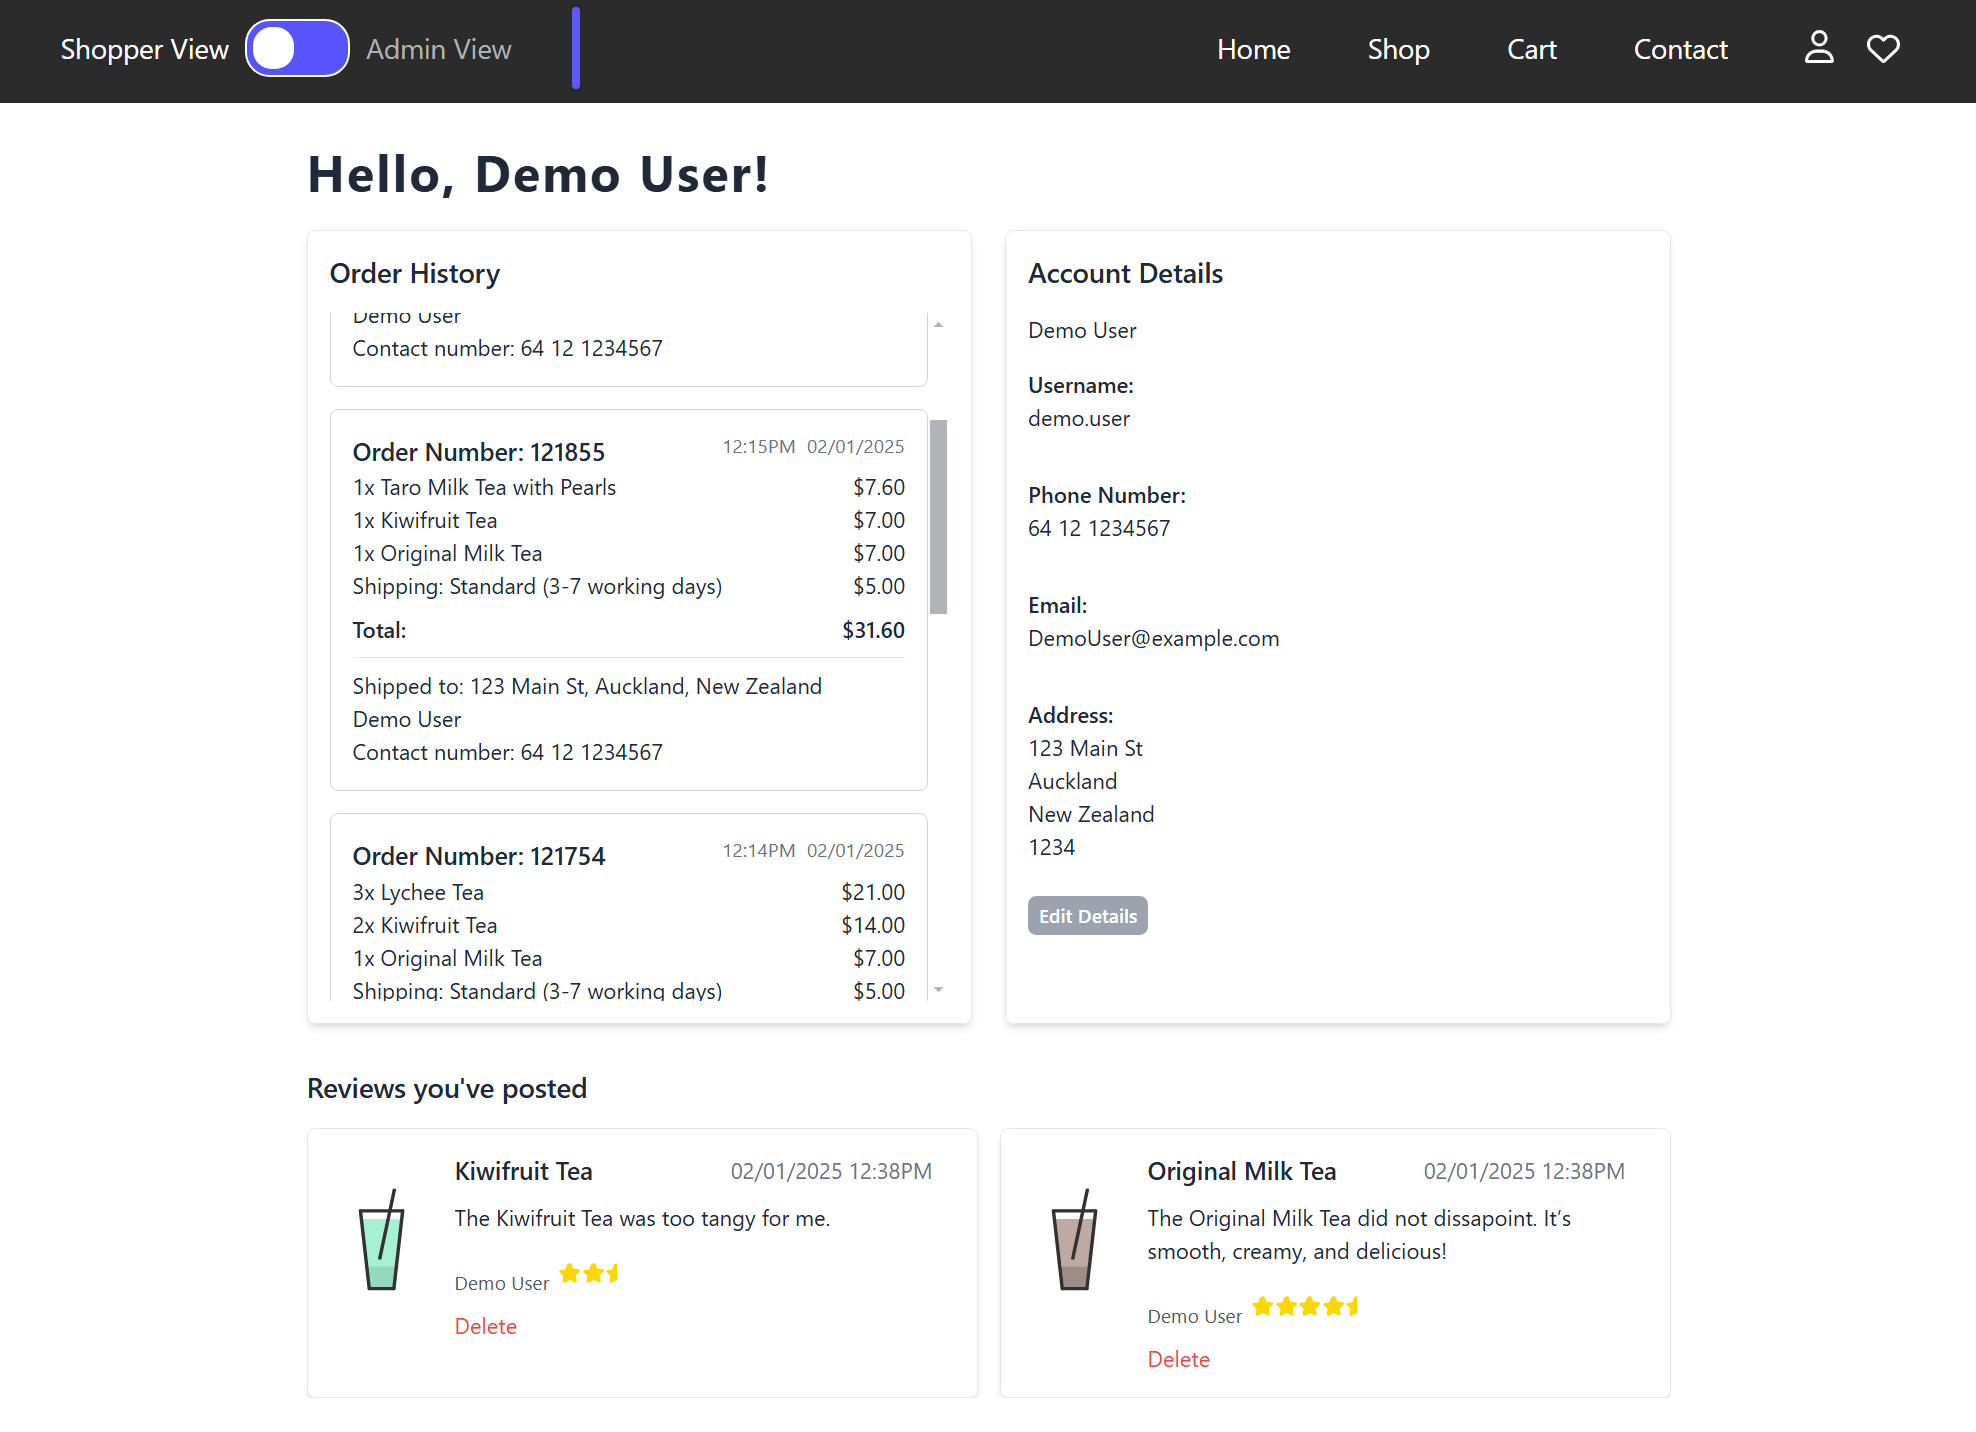 Shopper View Admin View Home Shop Cart Contact
Hello, Demo User!
Order History
Demo User
Contact number: 64 12 1234567
Order Number: 121855 12:15PM 02/01/2025
1x Taro Milk Tea with Pearls $7.60
1x Kiwifruit Tea $7.00
1x Original Milk Tea $7.00
Shipping: Standard (3-7 working days) $5.00
Total: $31.60
Shipped to: 123 Main St, Auckland, New Zealand
Demo User
Contact number: 64 12 1234567
Order Number: 121754 12:14PM 02/01/2025
3x Lychee Tea $21.00
2x Kiwifruit Tea $14.00
1x Original Milk Tea $7.00
Shipping: Standard (3-7 working days) $5.00
Account Details
Demo User
Username:
demo.user
Phone Number:
64 12 1234567
Email:
DemoUser@example.com
Address:
123 Main St
Auckland
New Zealand
1234
Edit Details
Reviews you've posted
Kiwifruit Tea 02/01/2025 12:38PM
The Kiwifruit Tea was too tangy for me.
Demo User
Delete
Original Milk Tea 02/01/2025 12:38PM
The Original Milk Tea did not dissapoint. It’s
smooth, creamy, and delicious!
Demo User
Delete